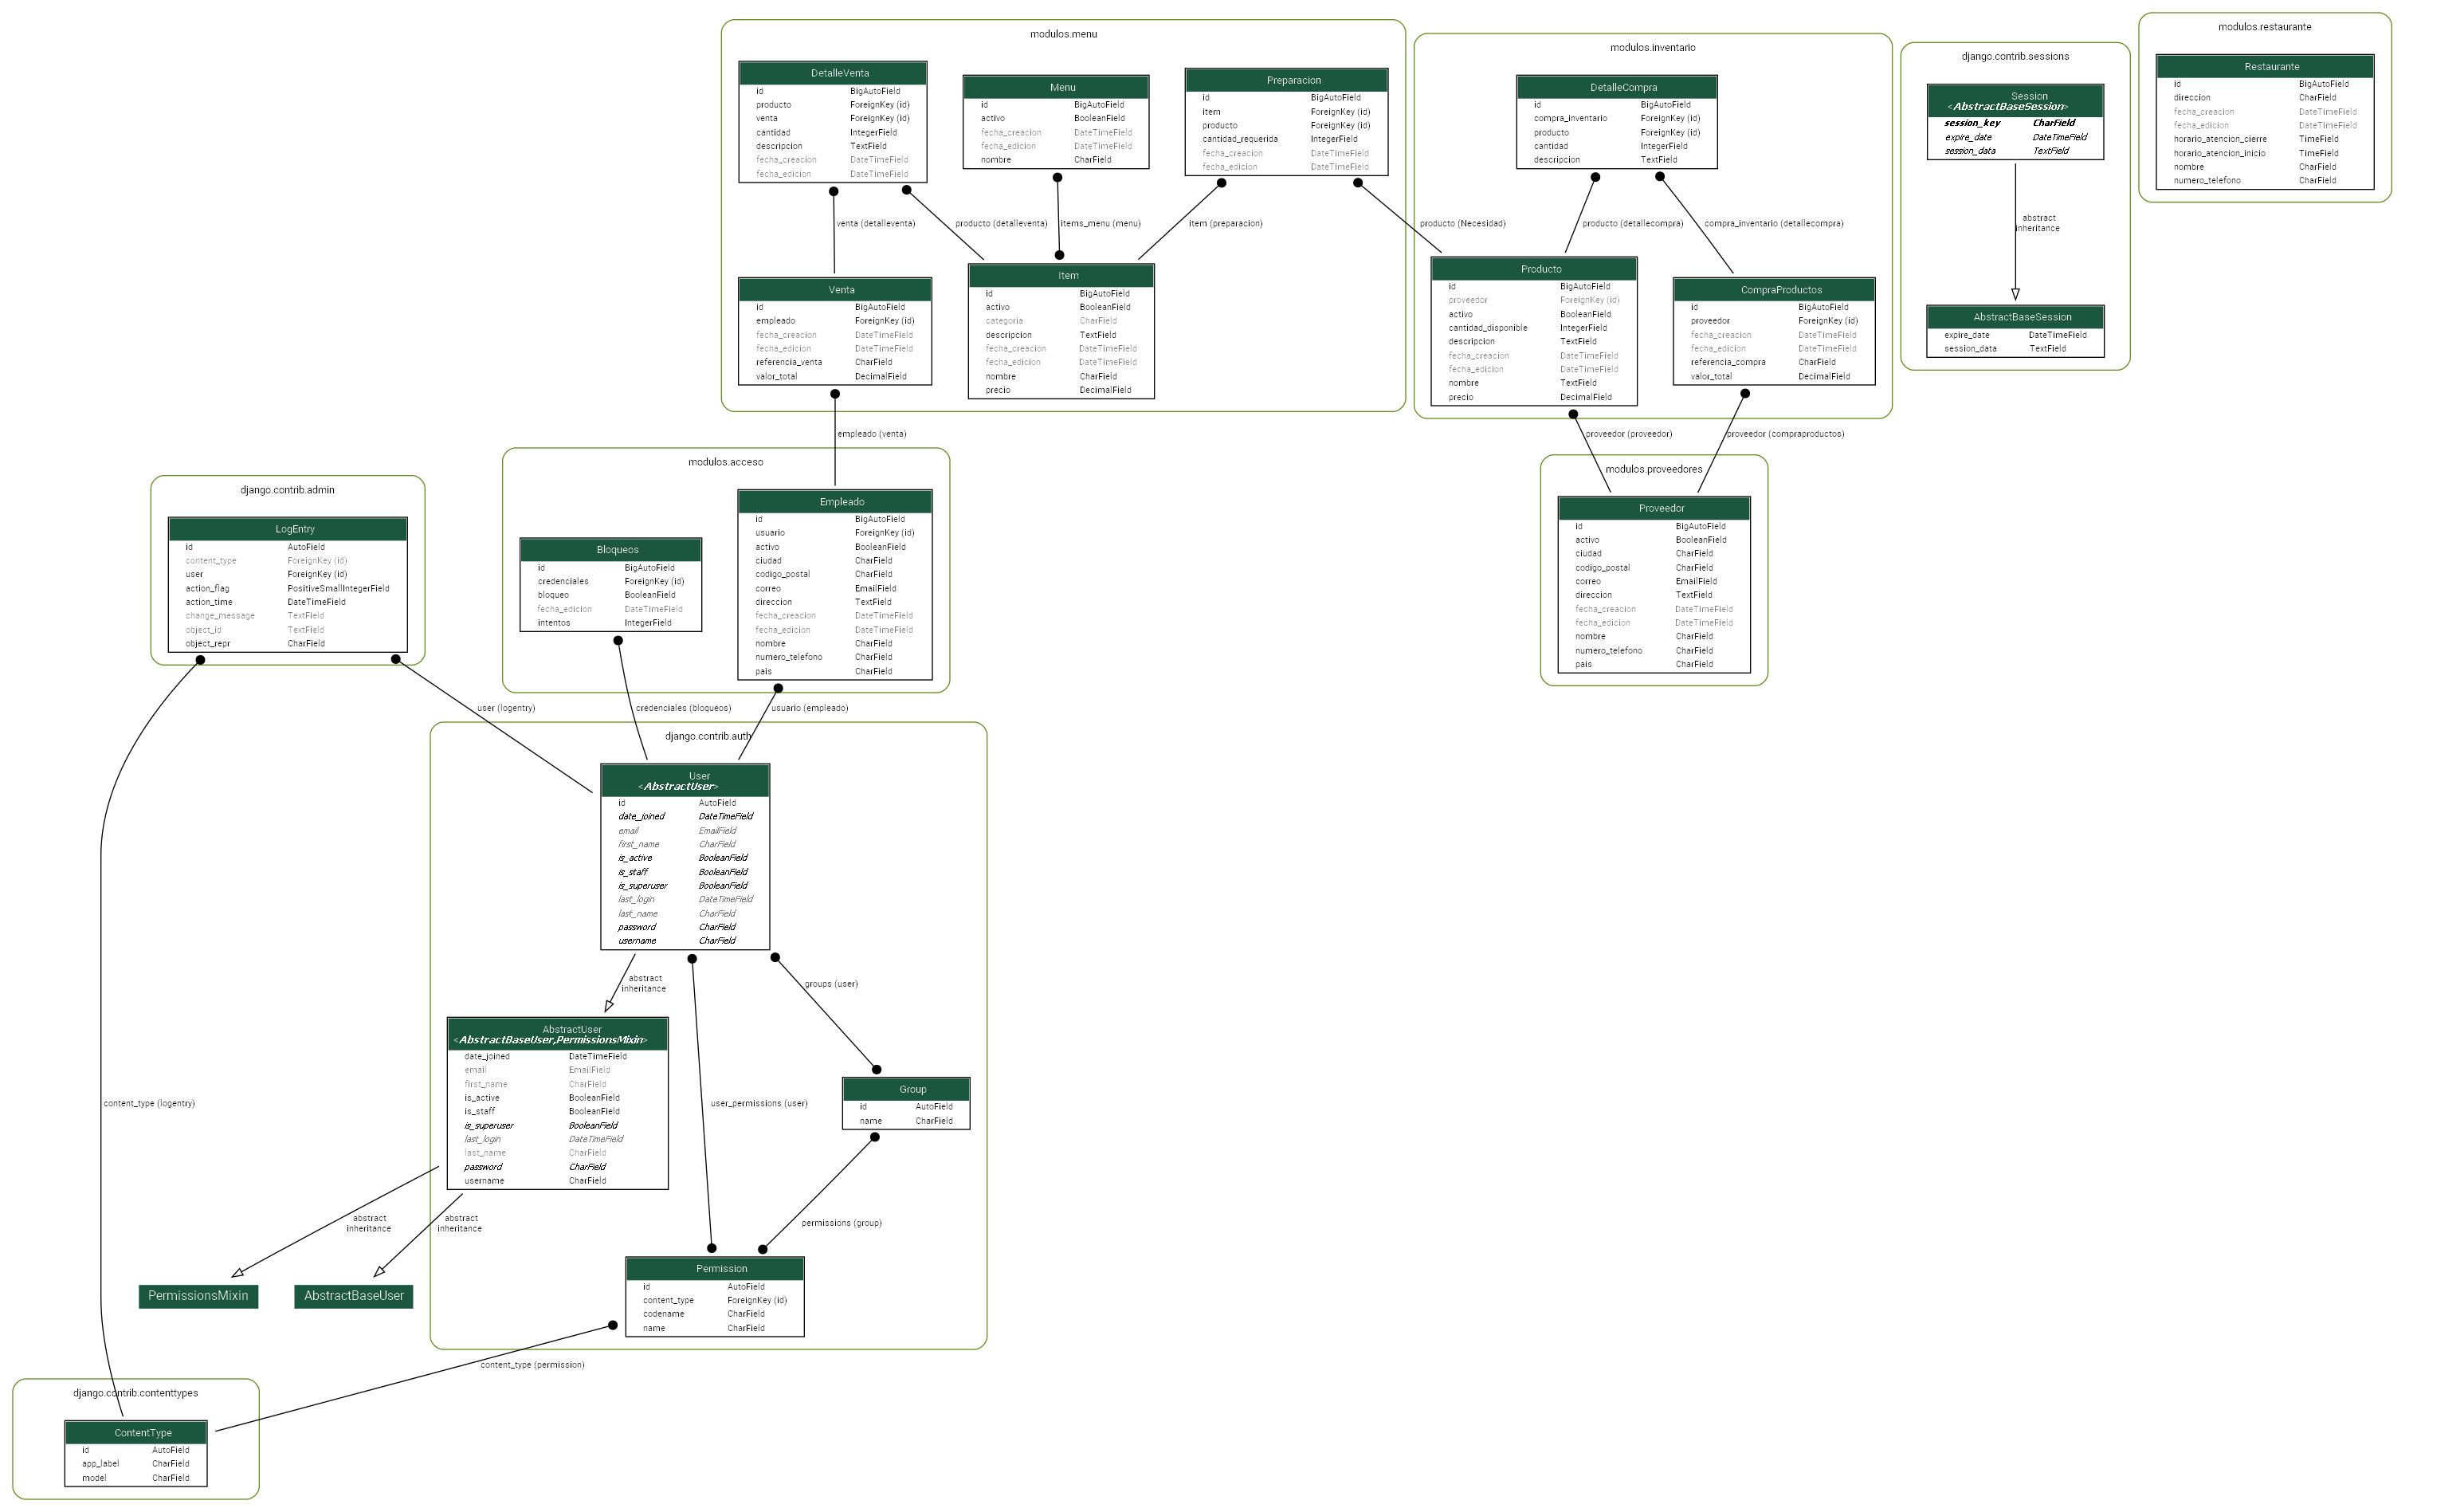 modulos.menu
DetalleVenta
id BigAutoField
producto ForeignKey (id)
venta ForeignKey (id)
cantidad IntegerField
descripcion TextField
fecha_creacion DateTimeField
fecha_edicion DateTimeField
Menu
id BigAutoField
activo BooleanField
fecha_creacion DateTimeField
fecha_edicion DateTimeField
nombre CharField
Preparacion
id BigAutoField
item ForeignKey (id)
producto ForeignKey (id)
cantidad_requerida IntegerField
fecha_creacion DateTimeField
fecha_edicion DateTimeField
venta (detalleventa)
producto (detalleventa)
items_menu (menu)
item (preparacion)
producto (Necesidad)
Venta
id BigAutoField
empleado ForeignKey (id)
fecha_creacion DateTimeField
fecha_edicion DateTimeField
referencia_venta CharField
valor_total DecimalField
Item
id BigAutoField
activo BooleanField
categoria CharField
descripcion TextField
fecha_creacion DateTimeField
fecha_edicion DateTimeField
nombre CharField
precio DecimalField
modulos.inventario
DetalleCompra
id BigAutoField
compra_inventario ForeignKey (id)
producto ForeignKey (id)
cantidad IntegerField
descripcion TextField
producto (detallecompra)
compra_inventario (detallecompra)
Producto
id BigAutoField
proveedor ForeignKey (id)
activo BooleanField
cantidad_disponible IntegerField
descripcion TextField
fecha_creacion DateTimeField
fecha_edicion DateTimeField
nombre TextField
precio DecimalField
CompraProductos
id BigAutoField
proveedor ForeignKey (id)
fecha_creacion DateTimeField
fecha_edicion DateTimeField
referencia_compra CharField
valor_total DecimalField
django.contrib.sessions
Session
<AbstractBaseSession>
session_key CharField
expire_date DateTimeField
session_data TextField
abstract
inheritance
AbstractBaseSession
expire_date DateTimeField
session_data TextField
modulos.restaurante
Restaurante
id BigAutoField
direccion CharField
fecha_creacion DateTimeField
fecha_edicion DateTimeField
horario_atencion_cierre TimeField
horario_atencion_inicio TimeField
nombre CharField
numero_telefono CharField
empleado (venta)
proveedor (proveedor)
proveedor (compraproductos)
django.contrib.admin
LogEntry
id AutoField
content_type ForeignKey (id)
user ForeignKey (id)
action_flag PositiveSmallIntegerField
action_time DateTimeField
change_message TextField
object_id TextField
object_repr CharField
modulos.acceso
Bloqueos
id BigAutoField
credenciales ForeignKey (id)
bloqueo BooleanField
fecha_edicion DateTimeField
intentos IntegerField
Empleado
id BigAutoField
usuario ForeignKey (id)
activo BooleanField
ciudad CharField
codigo_postal CharField
correo EmailField
direccion TextField
fecha_creacion DateTimeField
fecha_edicion DateTimeField
nombre CharField
numero_telefono CharField
pais CharField
modulos.proveedores
Proveedor
id BigAutoField
activo BooleanField
ciudad CharField
codigo_postal CharField
correo EmailField
direccion TextField
fecha_creacion DateTimeField
fecha_edicion DateTimeField
nombre CharField
numero_telefono CharField
pais CharField
user (logentry)
credenciales (bloqueos)
usuario (empleado)
django.contrib.auth
User
<AbstractUser>
id AutoField
date_joined DateTimeField
email EmailField
first_name CharField
is_active BooleanField
is_staff BooleanField
is_superuser BooleanField
last_login DateTimeField
last_name CharField
password CharField
username CharField
abstract
inheritance
groups (user)
AbstractUser
<AbstractBaseUser,PermissionsMixin>
date_joined DateTimeField
email EmailField
first_name CharField
is_active BooleanField
is_staff BooleanField
is_superuser BooleanField
last_login DateTimeField
last_name CharField
password CharField
username CharField
content_type (logentry)
user_permissions (user)
Group
id AutoField
name CharField
abstract
inheritance
abstract
inheritance
permissions (group)
PermissionsMixin
AbstractBaseUser
Permission
id AutoField
content_type ForeignKey (id)
codename CharField
name CharField
content_type (permission)
django.contrib.contenttypes
ContentType
id AutoField
app_label CharField
model CharField